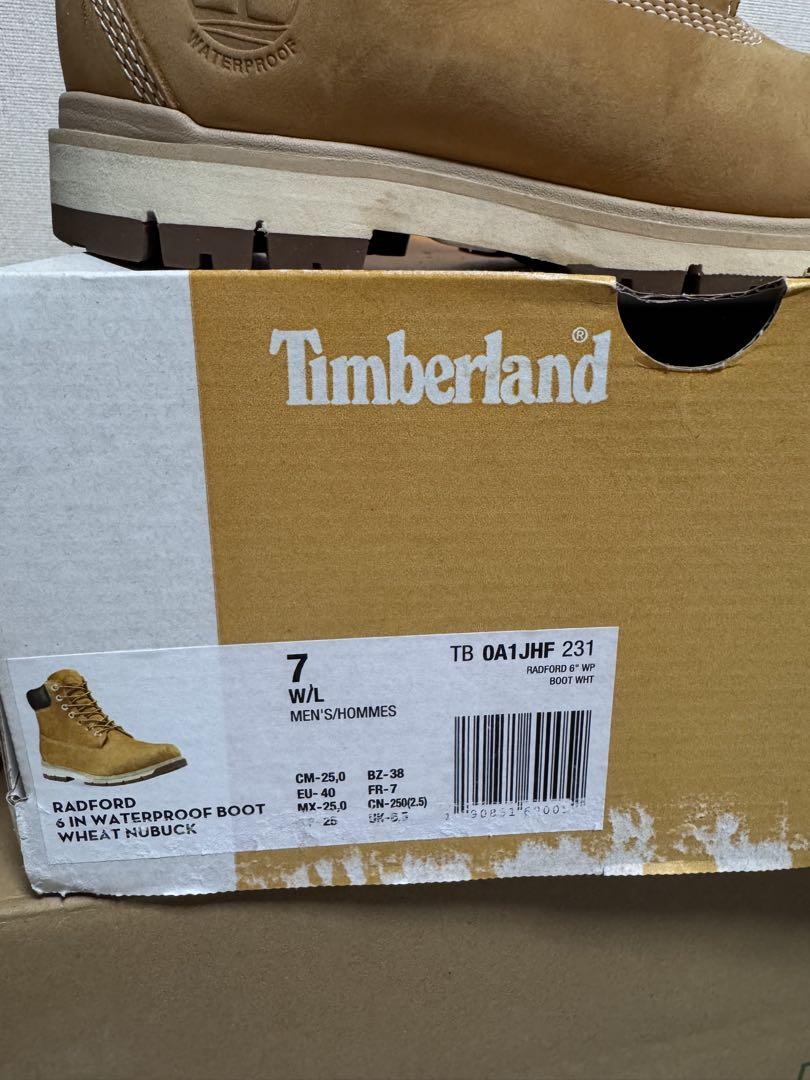 WATERPROOF
Timberland®
7
W/L
MEN'S/HOMMES
TB 0A1JHF 231
RADFORD 6" WP
BOOT WHT
CM-25,0 BZ-38
EU- 40 FR-7
MX-25,0 CN-250(2.5)
25 UK-6.5
RADFORD
6 IN WATERPROOF BOOT
WHEAT NUBUCK